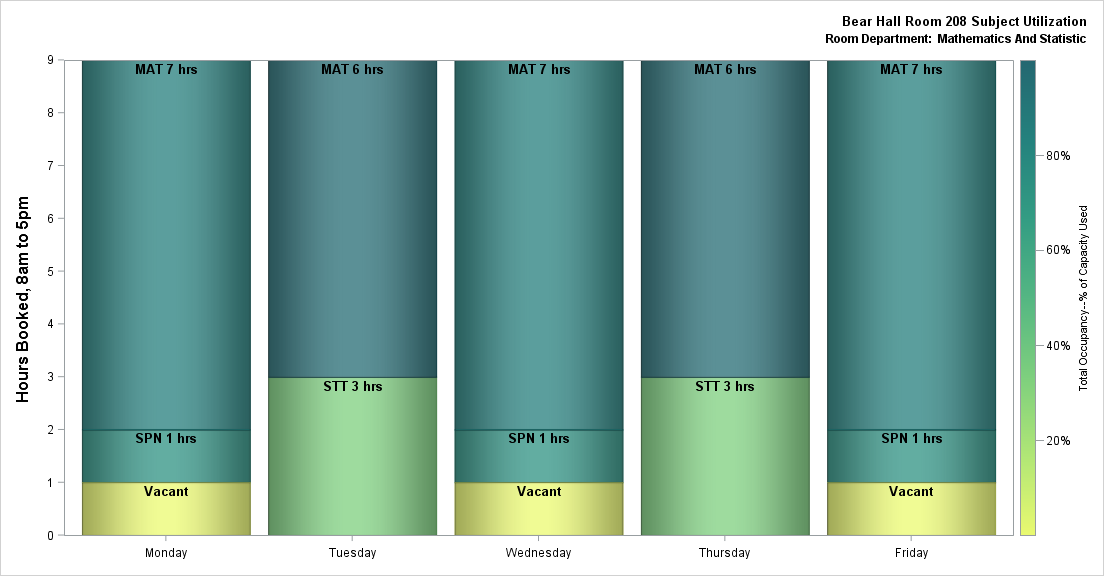 Bear Hall Room 208 Subject Utilization
Room Department: Mathematics And Statistic
Hours Booked, 8am to 5pm
9
8
7
6
5
4
3
2
1
0
MAT 7 hrs
SPN 1 hrs
Vacant
MAT 6 hrs
STT 3 hrs
MAT 7 hrs
SPN 1 hrs
Vacant
MAT 6 hrs
STT 3 hrs
MAT 7 hrs
SPN 1 hrs
Vacant
Monday
Tuesday
Wednesday
Thursday
Friday
80%
60%
40%
20%
Total Occupancy--% of Capacity Used